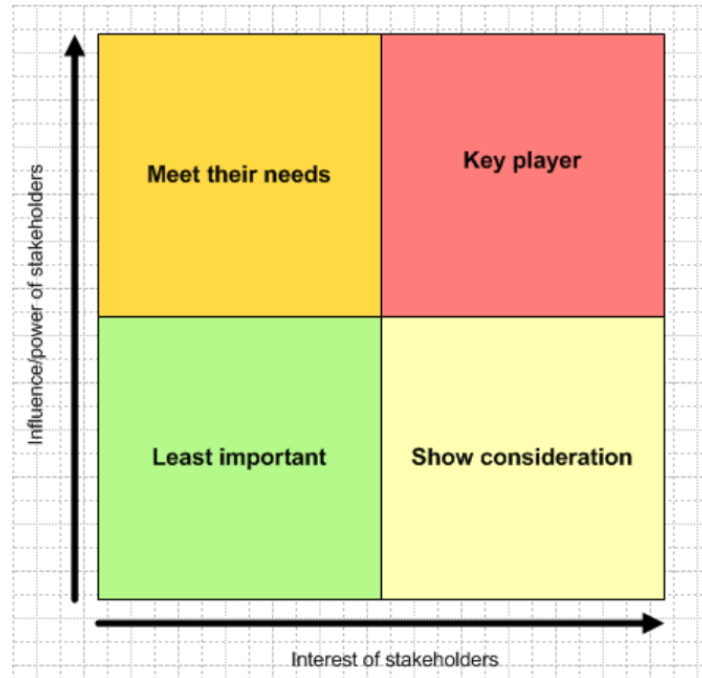 Influence/power of stakeholders
Meet their needs
Key player
Least important
Show consideration
Interest of stakeholders